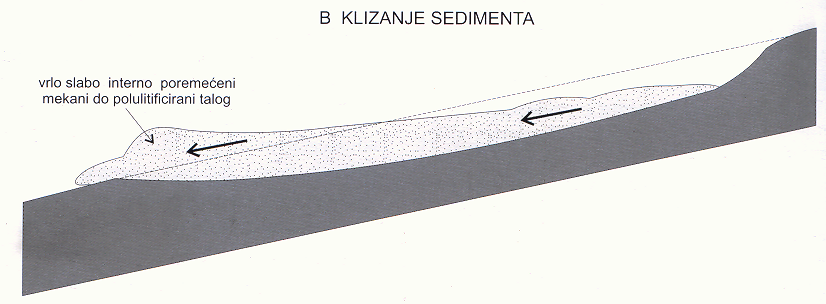 B KLIZANJE SEDIMENTA
vrlo slabo interno poremećeni
mekani do polulitificirani talog